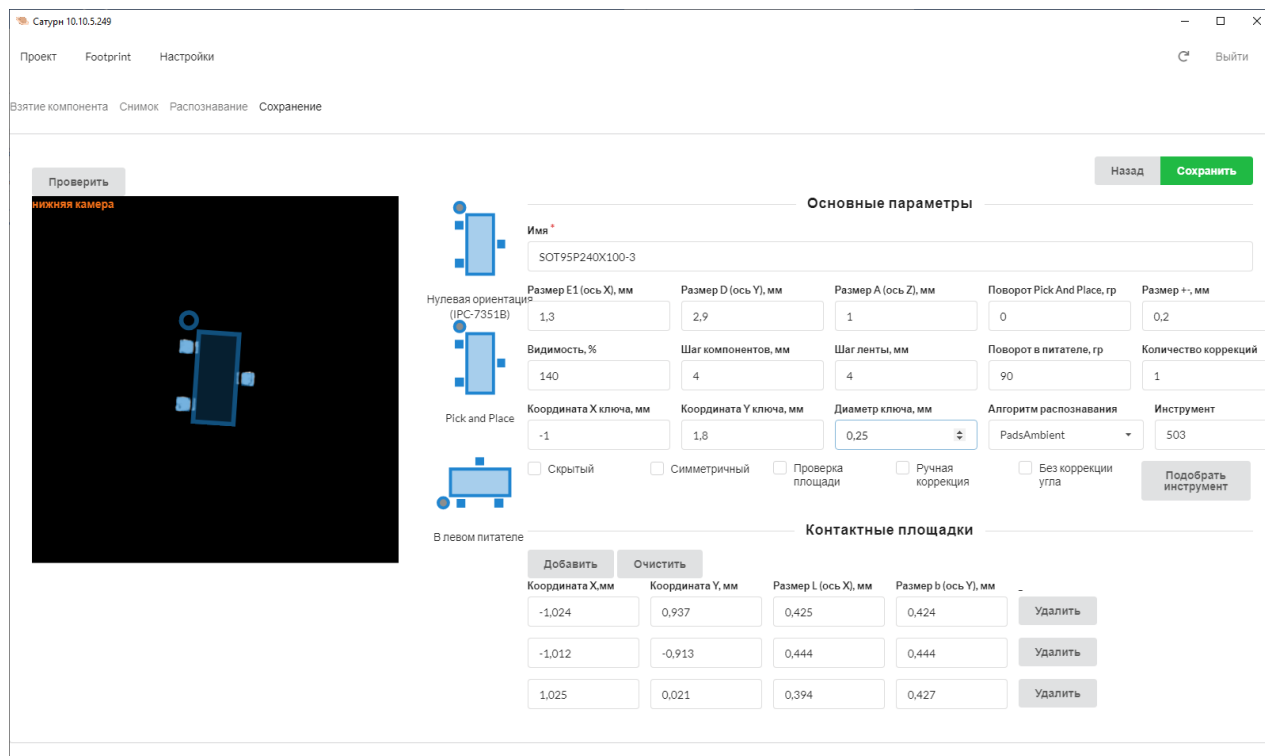 Сатурн 10.10.5.249
Проект Footprint Настройки Выйти
Взятие компонента Снимок Распознавание Сохранение
Назад Сохранить
Проверить
нижняя камера
Основные параметры
Имя *
SOT95P240X100-3
Нулевая ориентация
(IPC-7351B)
Pick and Place
В левом питателе
Размер E1 (ось X), мм Размер D (ось Y), мм Размер A (ось Z), мм Поворот Pick And Place, гр Размер +-, мм
1,3 2,9 1 0 0,2
Видимость, % Шаг компонентов, мм Шаг ленты, мм Поворот в питателе, гр Количество коррекций
140 4 4 90 1
Координата X ключа, мм Координата Y ключа, мм Диаметр ключа, мм Алгоритм распознавания Инструмент
-1 1,8 0,25 PadsAmbient 503
Скрытый Симметричный Проверка площади Ручная коррекция Без коррекции угла Подобрать инструмент
Контактные площадки
Добавить Очистить
Координата X,мм Координата Y, мм Размер L (ось X), мм Размер b (ось Y), мм _
-1,024 0,937 0,425 0,424 Удалить
-1,012 -0,913 0,444 0,444 Удалить
1,025 0,021 0,394 0,427 Удалить